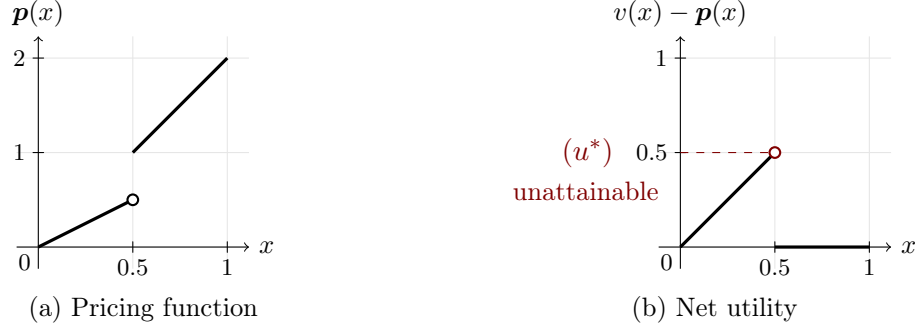 p(x)
2
1
0
0.5
1
x
(a) Pricing function
v(x) − p(x)
1
(u*)
0.5
unattainable
0
0.5
1
x
(b) Net utility